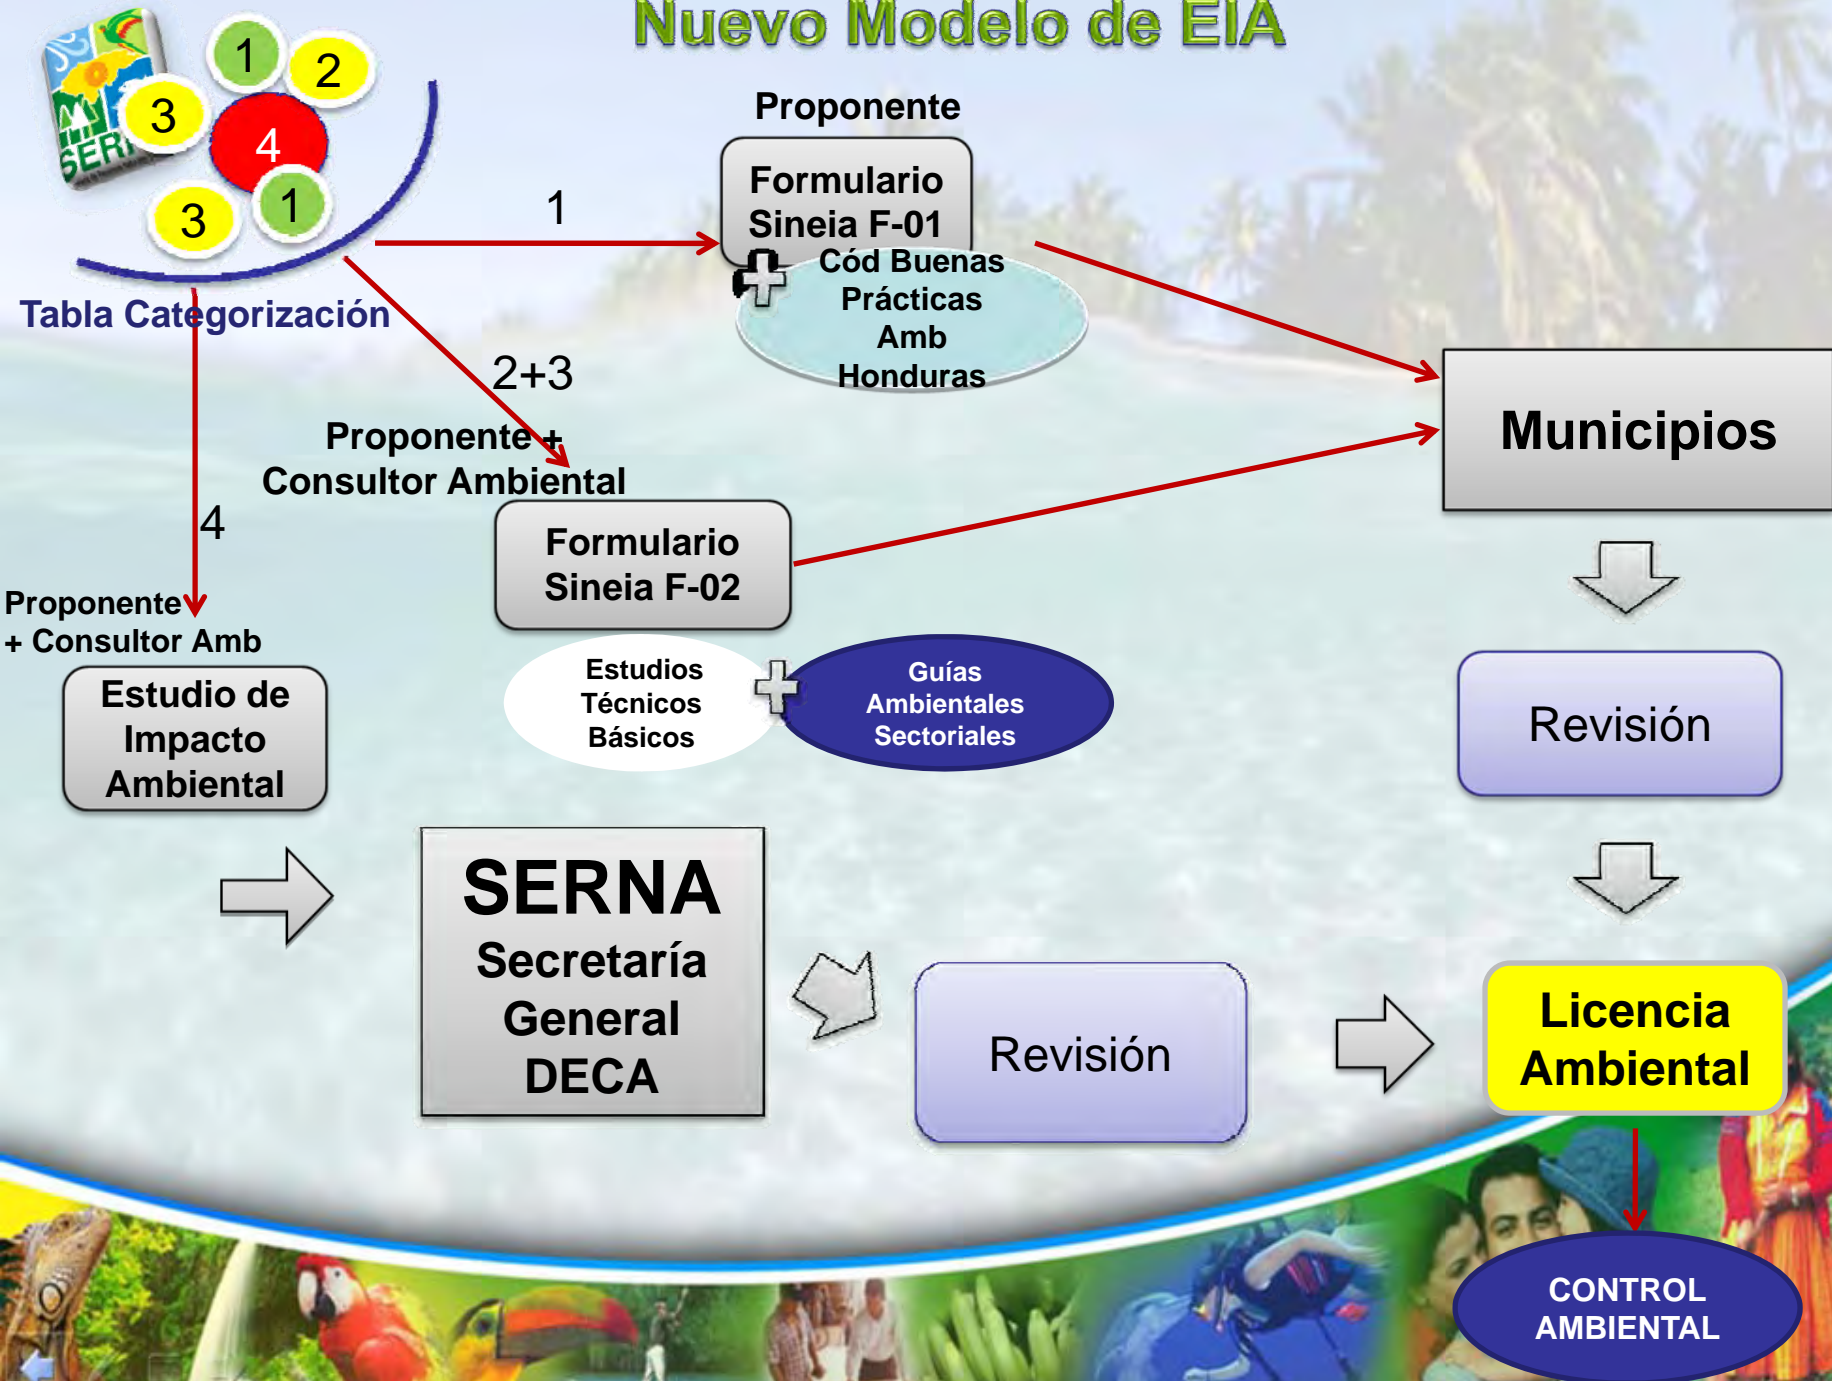 Nuevo Modelo de EIA
1
2
3
4
3
1
SER
Tabla Categorización
1
2+3
4
Proponente
Formulario
Sineia F-01
Cód Buenas
Prácticas
Amb
Honduras
Proponente +
Consultor Ambiental
Formulario
Sineia F-02
Estudios
Técnicos
Básicos
Guías
Ambientales
Sectoriales
Proponente
+ Consultor Amb
Estudio de
Impacto
Ambiental
SERNA
Secretaría
General
DECA
Revisión
Municipios
Revisión
Licencia
Ambiental
CONTROL
AMBIENTAL